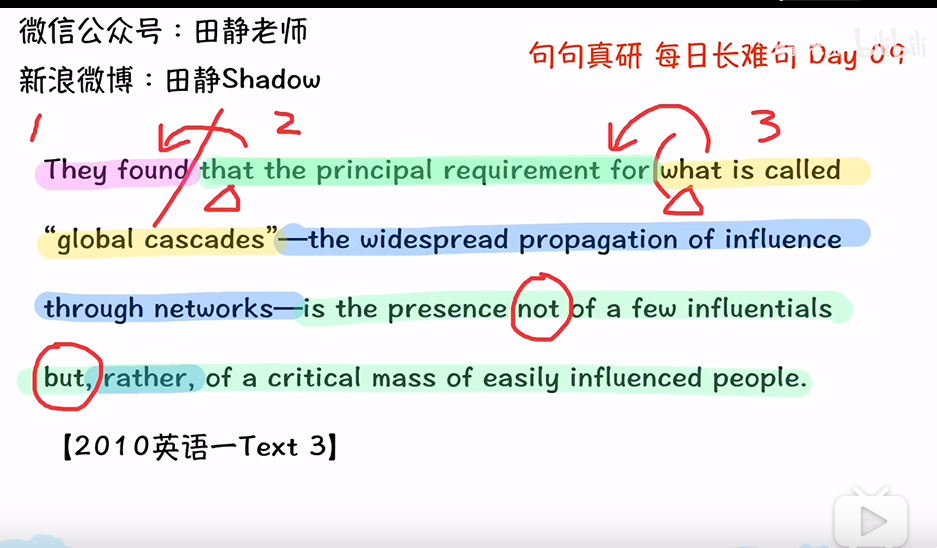 微信公众号：田静老师
新浪微博：田静Shadow
句句真研 每日长难句 Day 09
bilibili
1
2
3
They found that the principal requirement for what is called
“global cascades”—the widespread propagation of influence
through networks—is the presence not of a few influentials
but, rather, of a critical mass of easily influenced people.
【2010英语一Text 3】